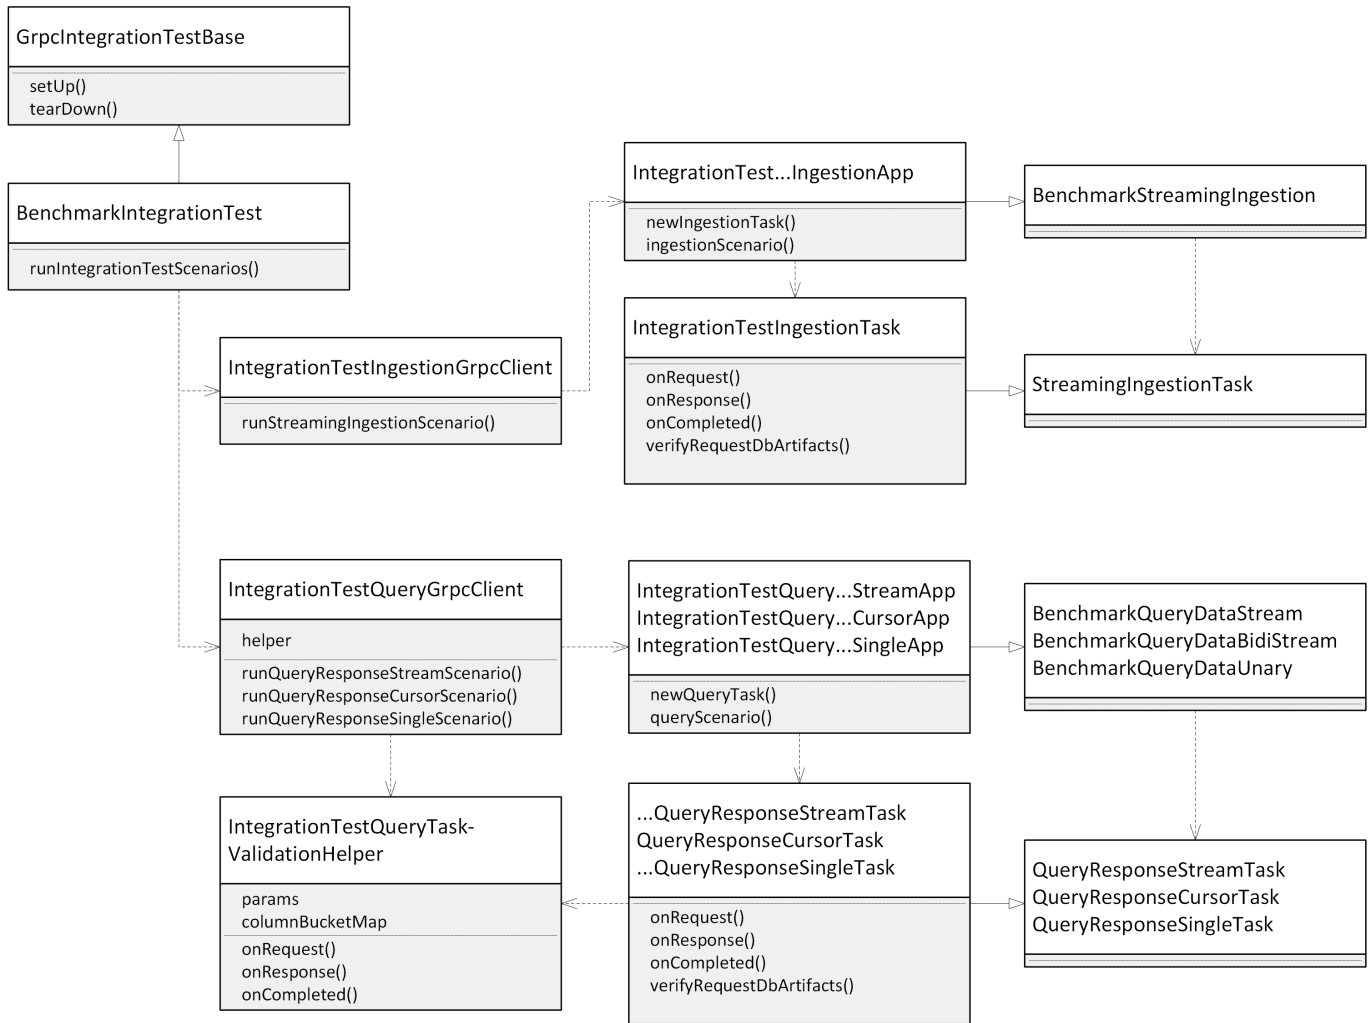 GrpcIntegrationTestBase
setUp()
tearDown()
BenchmarkIntegrationTest
runIntegrationTestScenarios()
IntegrationTestIngestionGrpcClient
runStreamingIngestionScenario()
IntegrationTest...IngestionApp
newIngestionTask()
ingestionScenario()
BenchmarkStreamingIngestion
IntegrationTestIngestionTask
onRequest()
onResponse()
onCompleted()
verifyRequestDbArtifacts()
StreamingIngestionTask
IntegrationTestQueryGrpcClient
helper
runQueryResponseStreamScenario()
runQueryResponseCursorScenario()
runQueryResponseSingleScenario()
IntegrationTestQuery...StreamApp
IntegrationTestQuery...CursorApp
IntegrationTestQuery...SingleApp
newQueryTask()
queryScenario()
BenchmarkQueryDataStream
BenchmarkQueryDataBidiStream
BenchmarkQueryDataUnary
IntegrationTestQueryTask-
ValidationHelper
params
columnBucketMap
onRequest()
onResponse()
onCompleted()
...QueryResponseStreamTask
QueryResponseCursorTask
...QueryResponseSingleTask
onRequest()
onResponse()
onCompleted()
verifyRequestDbArtifacts()
QueryResponseStreamTask
QueryResponseCursorTask
QueryResponseSingleTask